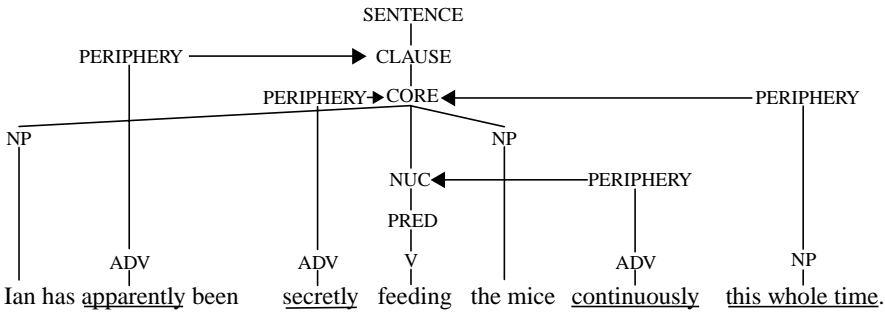 SENTENCE
PERIPHERY CLAUSE
PERIPHERY CORE PERIPHERY
NP NP
NUC PERIPHERY
PRED
ADV ADV V ADV NP
Ian has apparently been secretly feeding the mice continuously this whole time.